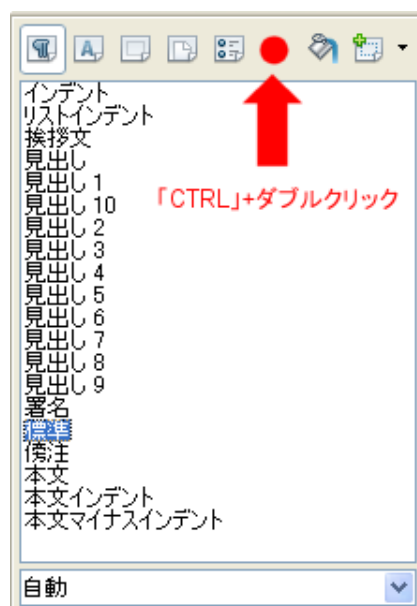 インデント
リストインデント
挨拶文
見出し
見出し 1
見出し 10
見出し 2
見出し 3
見出し 4
見出し 5
見出し 6
見出し 7
見出し 8
見出し 9
署名
標準
傍注
本文
本文インデント
本文マイナスインデント
「CTRL」+ダブルクリック
自動